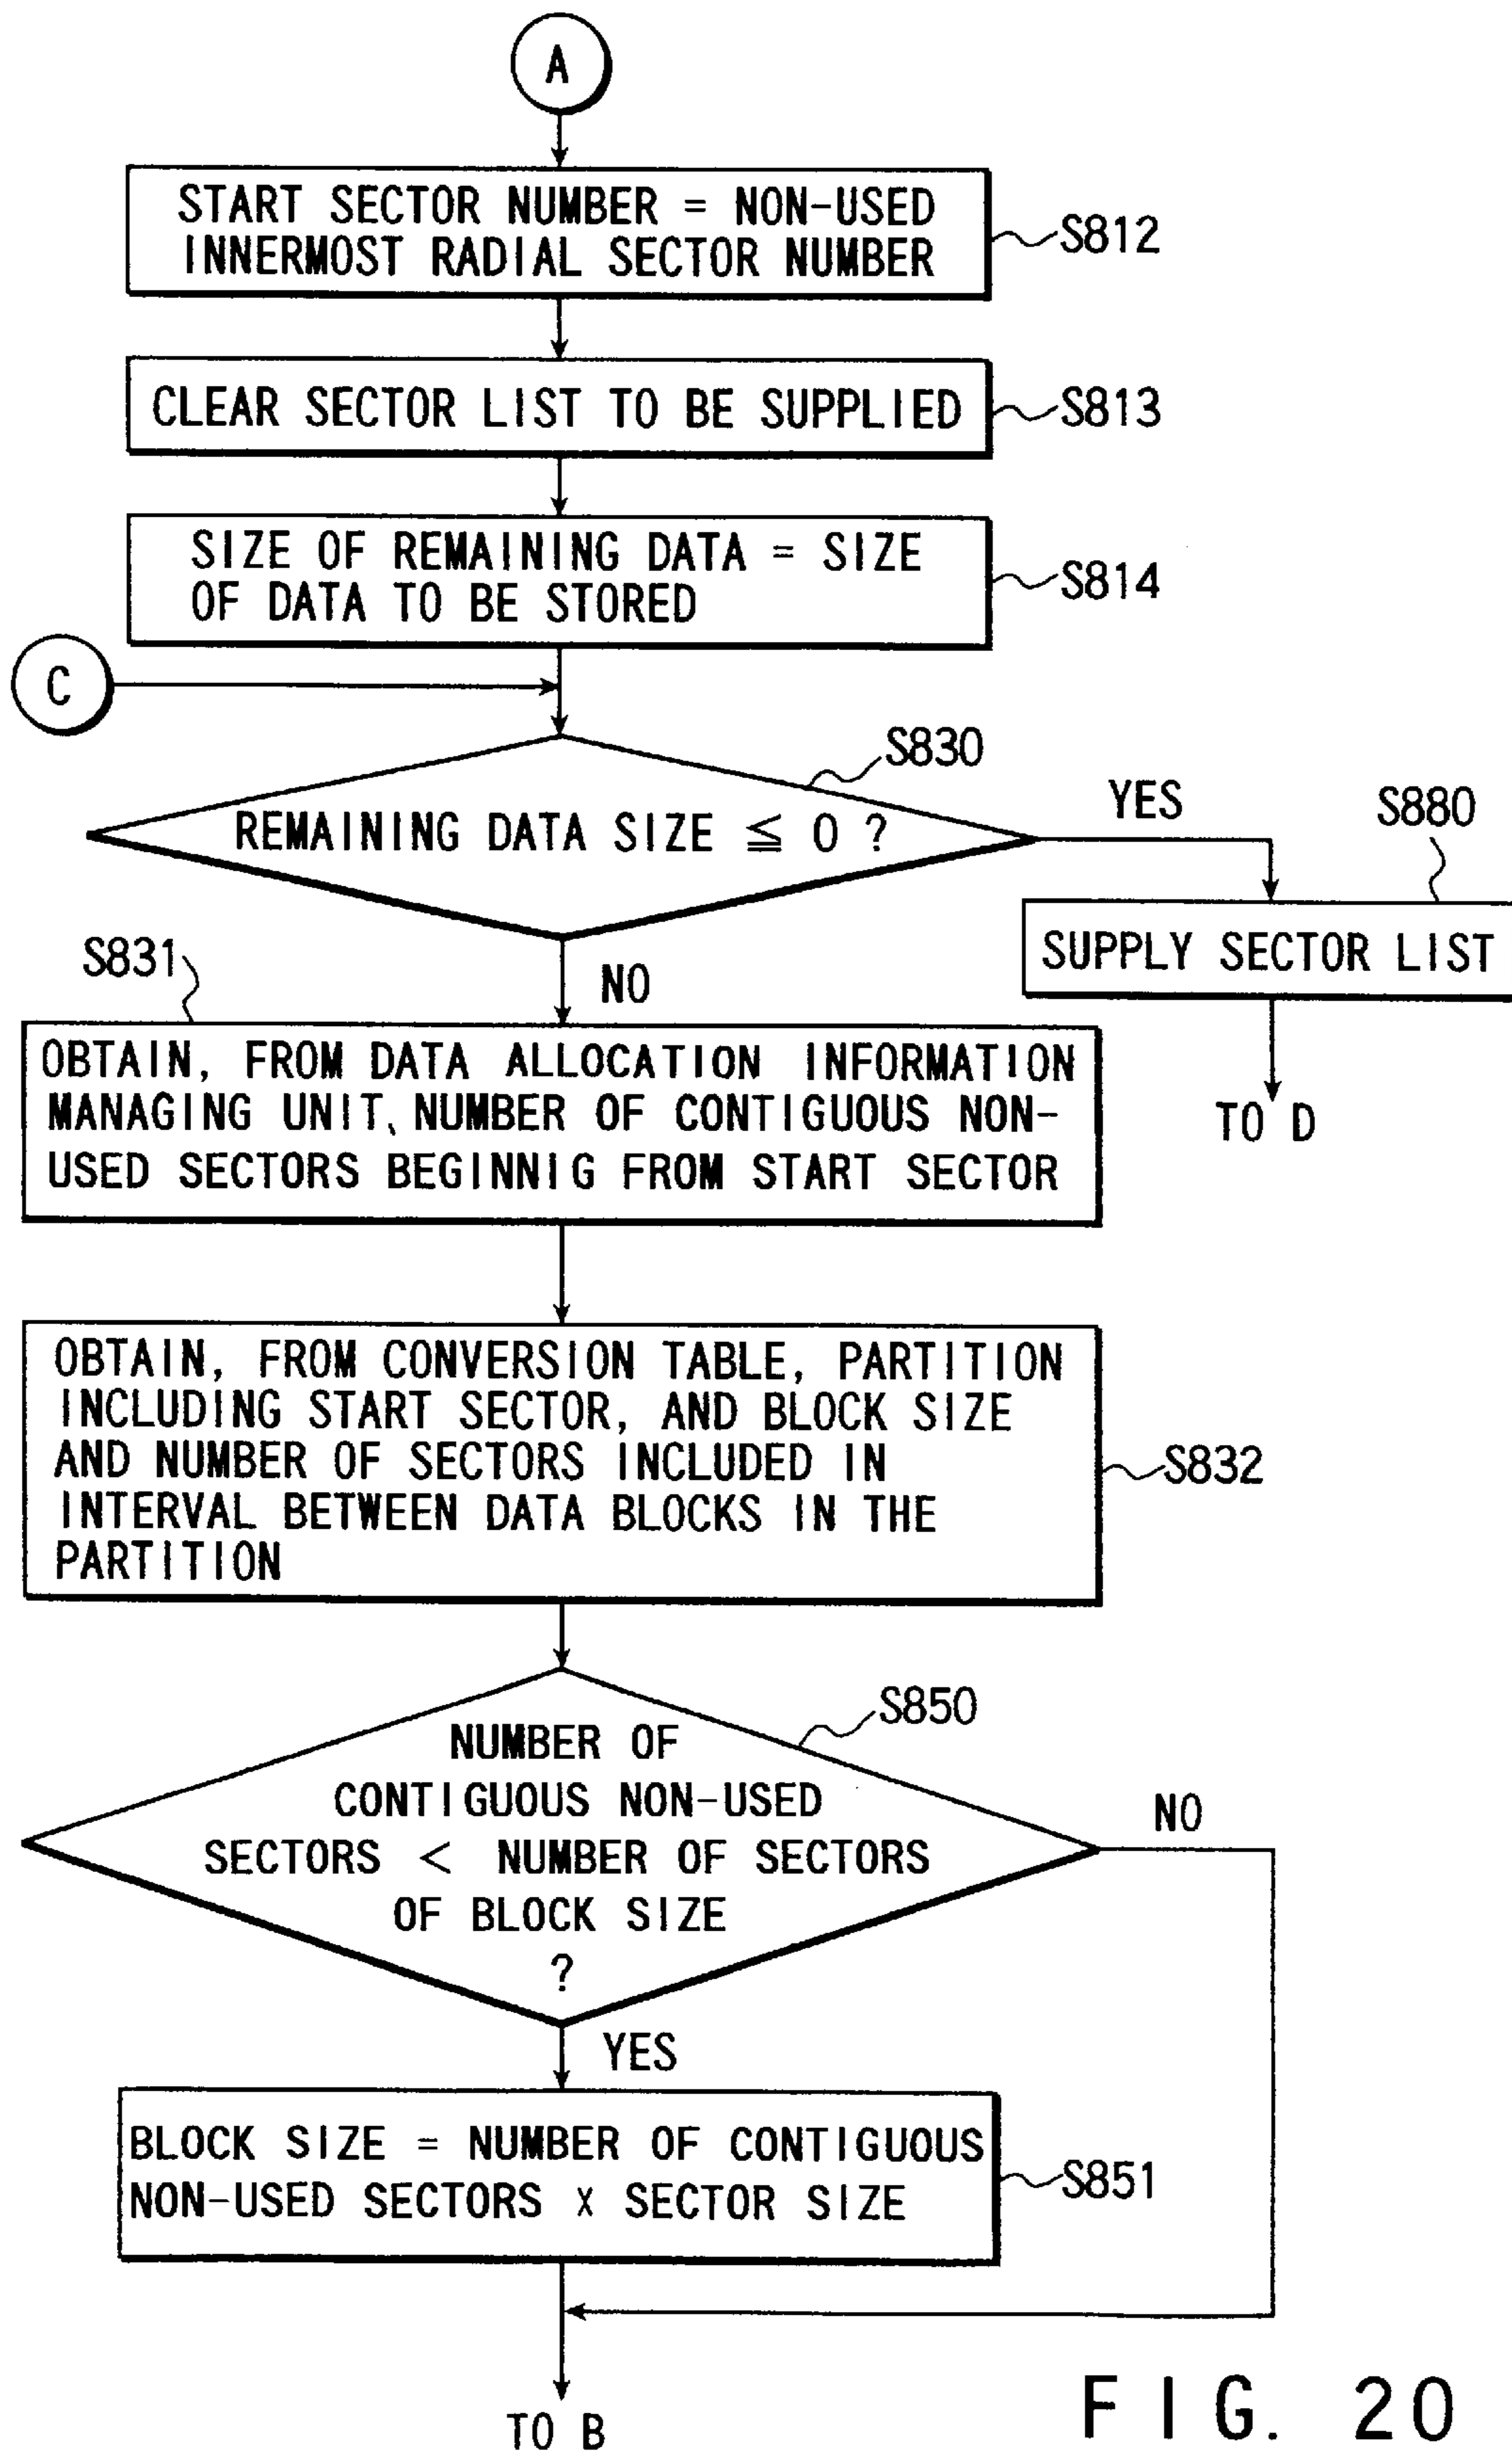 A
START SECTOR NUMBER = NON-USED
INNERMOST RADIAL SECTOR NUMBER
S812
CLEAR SECTOR LIST TO BE SUPPLIED
S813
SIZE OF REMAINING DATA = SIZE
OF DATA TO BE STORED
S814
C
S830
REMAINING DATA SIZE ≦ 0 ?
YES
S880
SUPPLY SECTOR LIST
TO D
NO
S831
OBTAIN, FROM DATA ALLOCATION INFORMATION
MANAGING UNIT, NUMBER OF CONTIGUOUS NON-
USED SECTORS BEGINNIG FROM START SECTOR
OBTAIN, FROM CONVERSION TABLE, PARTITION
INCLUDING START SECTOR, AND BLOCK SIZE
AND NUMBER OF SECTORS INCLUDED IN
INTERVAL BETWEEN DATA BLOCKS IN THE
PARTITION
S832
S850
NUMBER OF
CONTIGUOUS NON-USED
SECTORS < NUMBER OF SECTORS
OF BLOCK SIZE
?
NO
YES
BLOCK SIZE = NUMBER OF CONTIGUOUS
NON-USED SECTORS x SECTOR SIZE
S851
TO B
FIG. 20